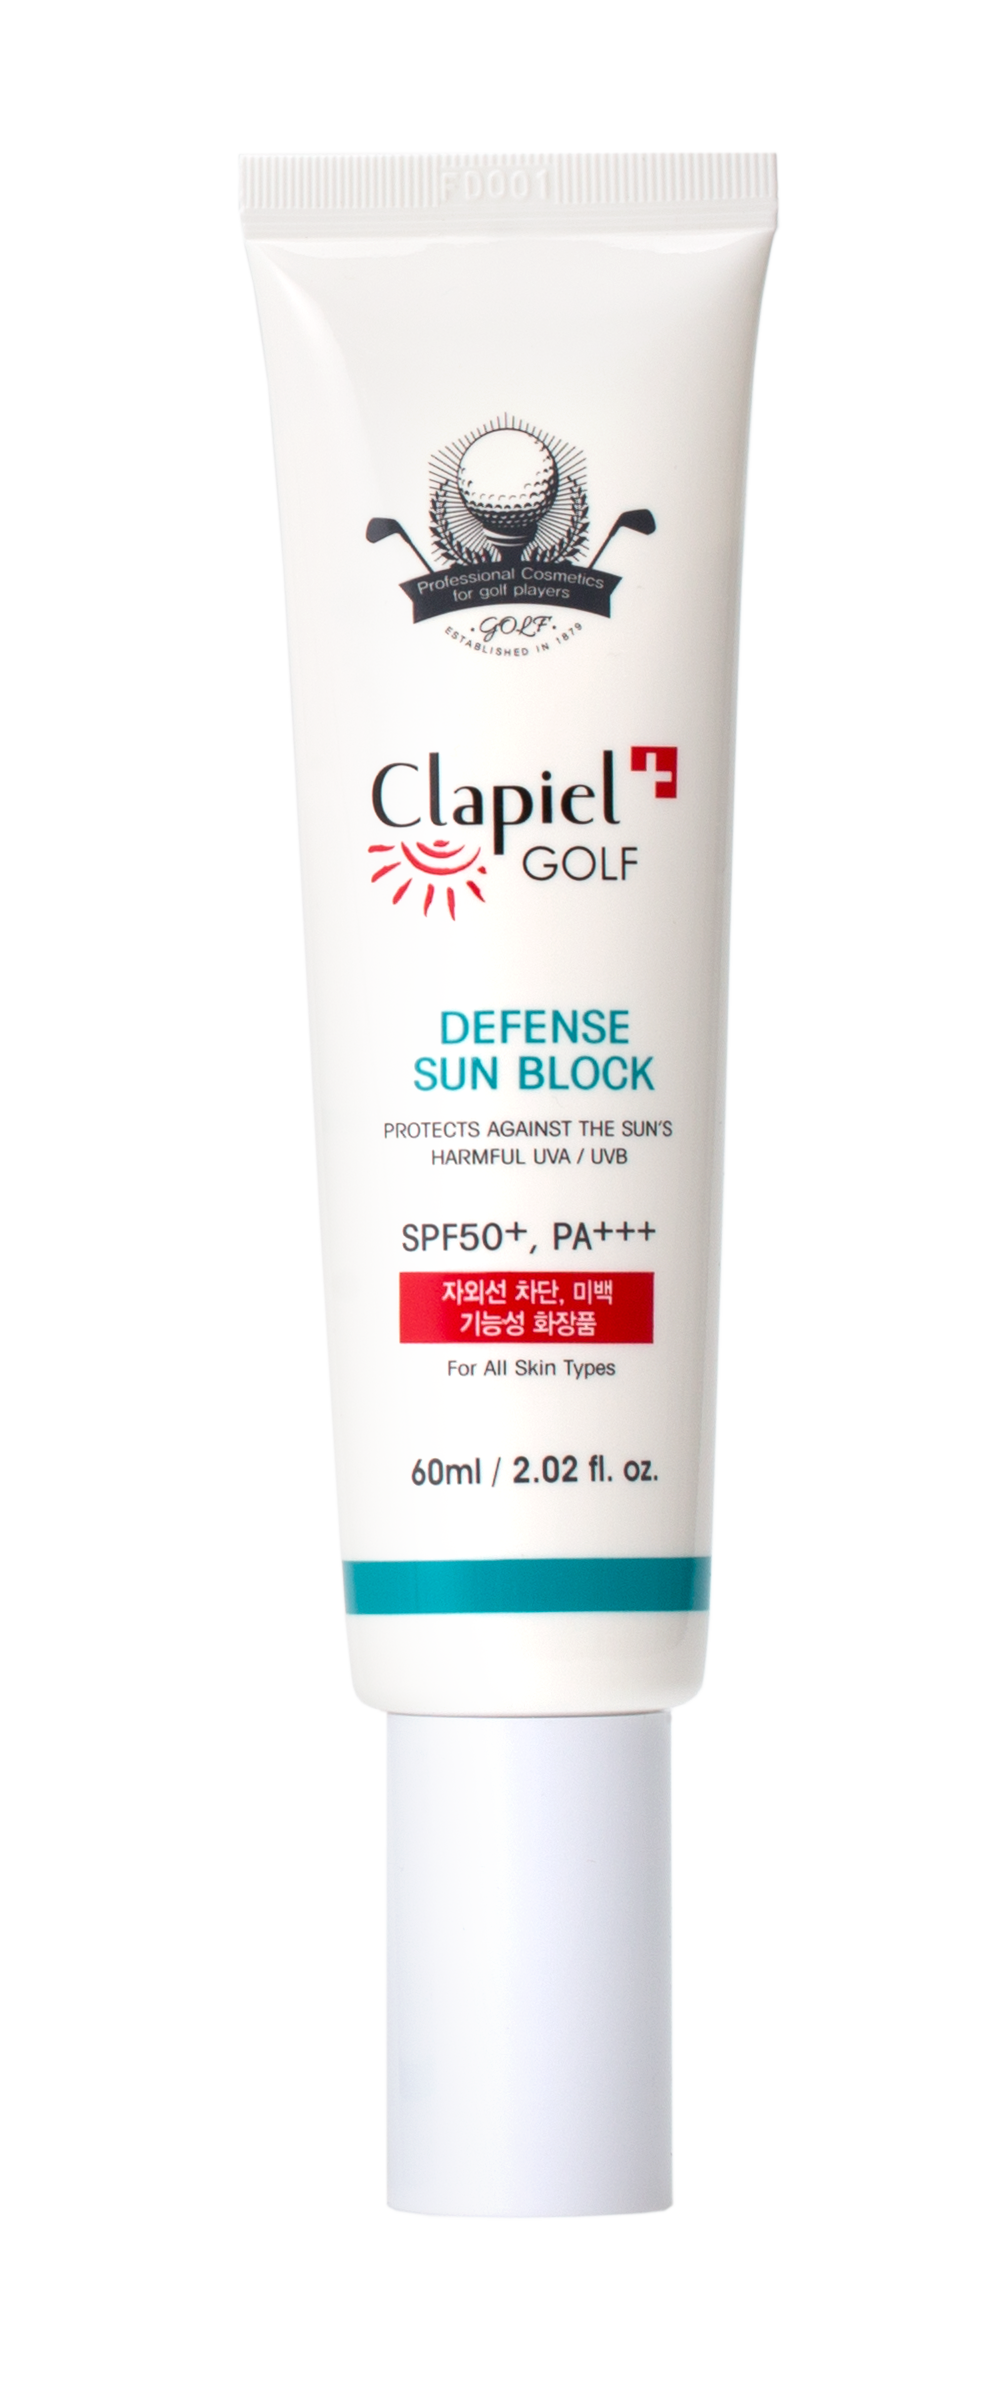 FD001
Professional Cosmetics
for golf players
·GOLF·
ESTABLISHED IN 1879
Clapiel
GOLF
DEFENSE
SUN BLOCK
PROTECTS AGAINST THE SUN'S
HARMFUL UVA / UVB
SPF50+, PA+++
자외선 차단, 미백
기능성 화장품
For All Skin Types
60ml / 2.02 fl. oz.